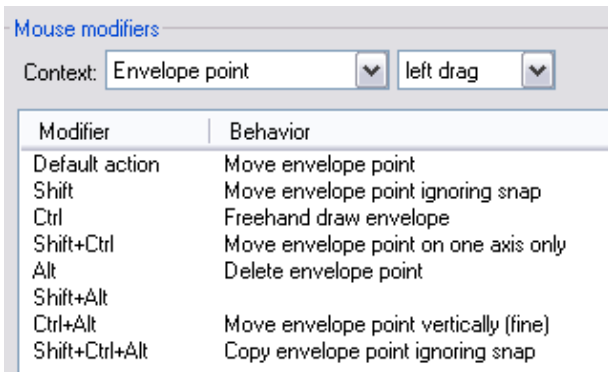 Mouse modifiers
Context: Envelope point left drag
Modifier Behavior
Default action Move envelope point
Shift Move envelope point ignoring snap
Ctrl Freehand draw envelope
Shift+Ctrl Move envelope point on one axis only
Alt Delete envelope point
Shift+Alt
Ctrl+Alt Move envelope point vertically (fine)
Shift+Ctrl+Alt Copy envelope point ignoring snap